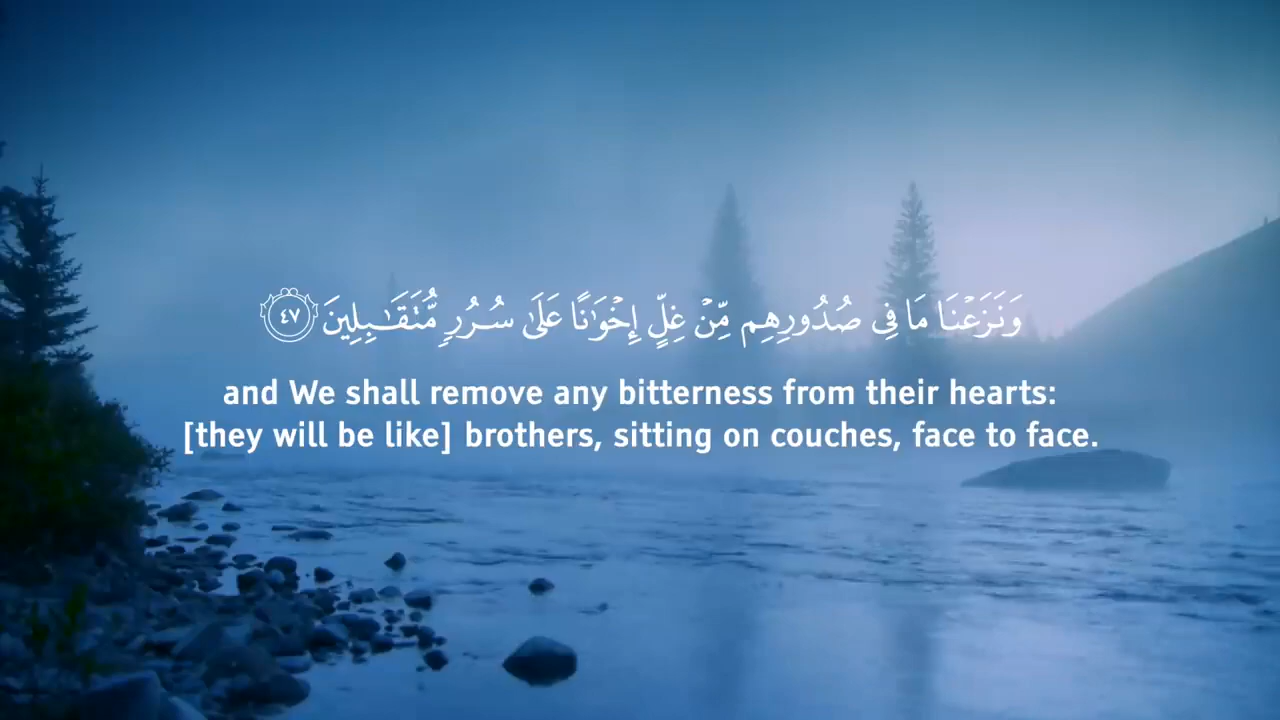 وَنَزَعْنَا مَا فِى صُدُورِهِم مِّنْ غِلٍّ إِخْوَٰنًا عَلَىٰ سُرُرٍ مُّتَقَـٰبِلِينَ ٤٧
and We shall remove any bitterness from their hearts:
[they will be like] brothers, sitting on couches, face to face.